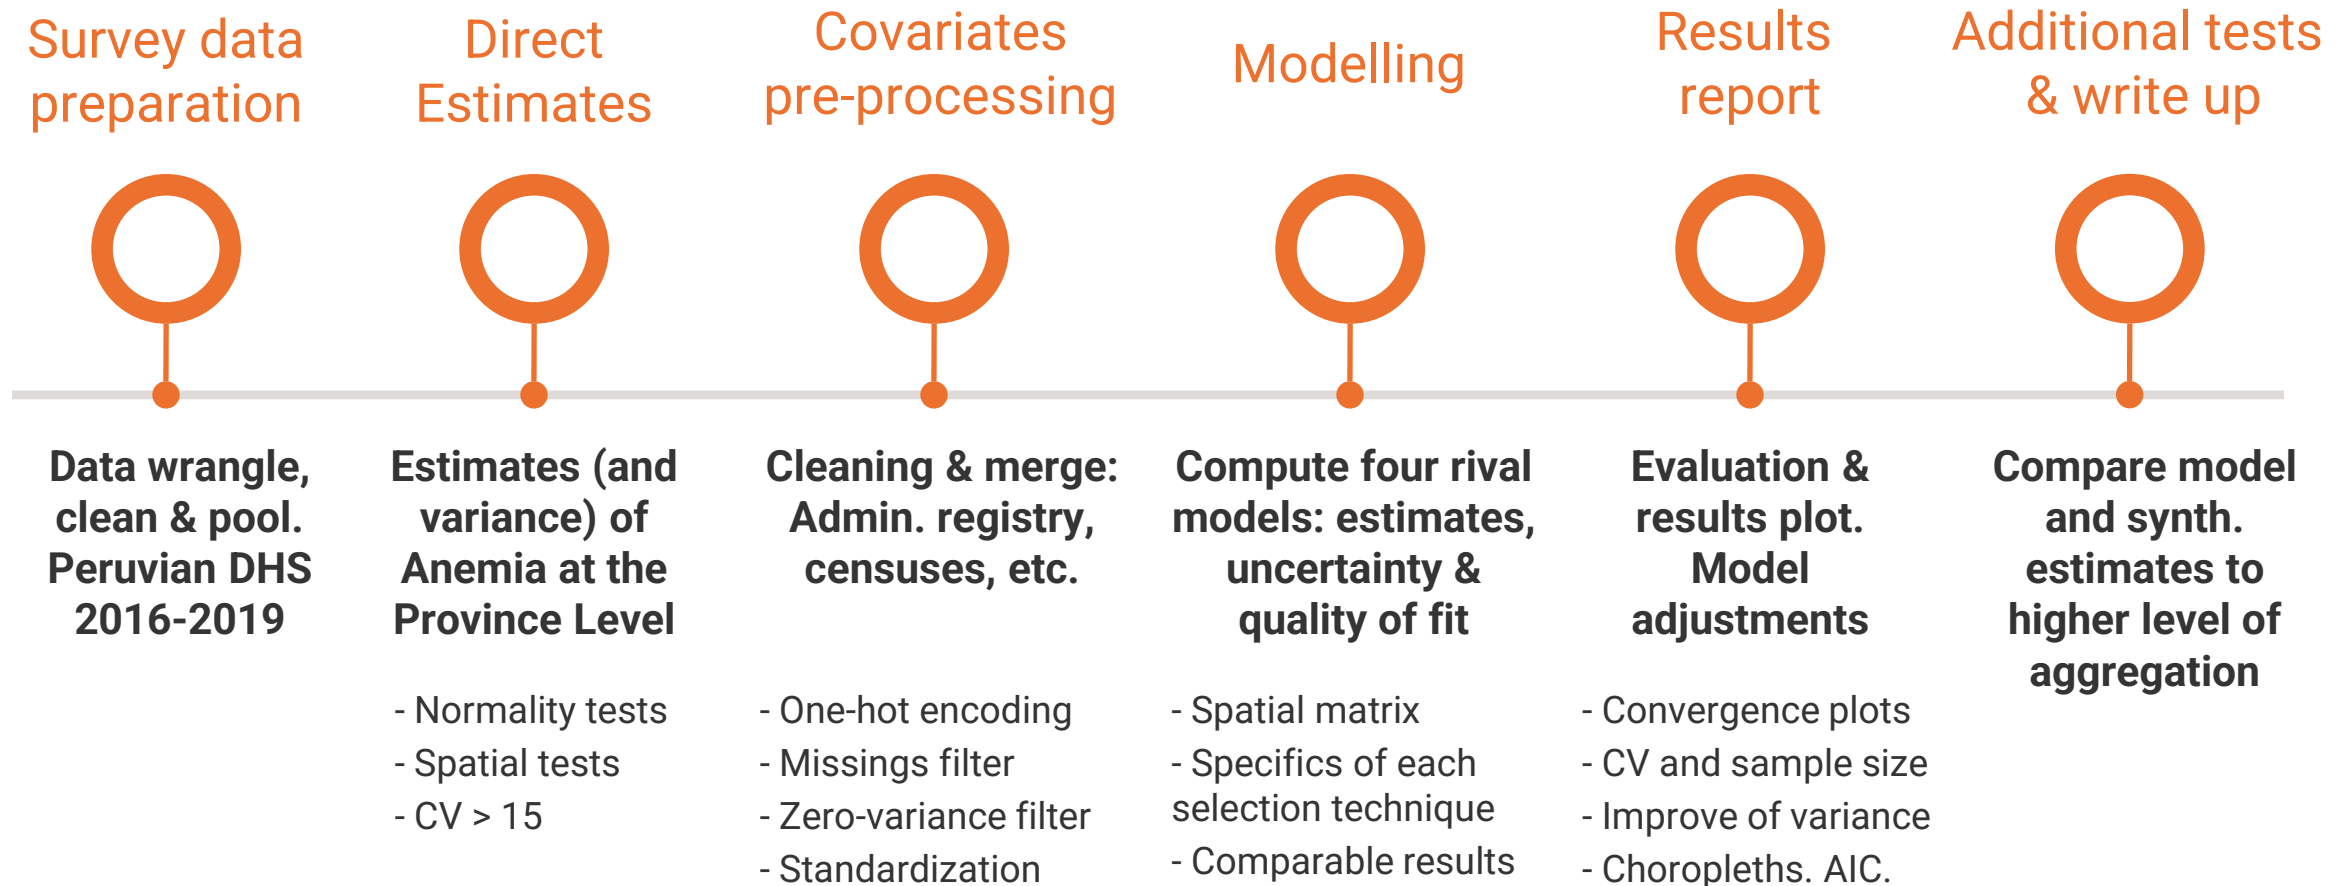 Survey data
preparation
Direct
Estimates
Covariates
pre-processing
Modelling
Results
report
Additional tests
& write up
Data wrangle,
clean & pool.
Peruvian DHS
2016-2019
Estimates (and
variance) of
Anemia at the
Province Level
- Normality tests
- Spatial tests
- CV > 15
Cleaning & merge:
Admin. registry,
censuses, etc.
- One-hot encoding
- Missings filter
- Zero-variance filter
- Standardization
Compute four rival
models: estimates,
uncertainty &
quality of fit
- Spatial matrix
- Specifics of each
selection technique
- Comparable results
Evaluation &
results plot.
Model
adjustments
- Convergence plots
- CV and sample size
- Improve of variance
- Choropleths. AIC.
Compare model
and synth.
estimates to
higher level of
aggregation